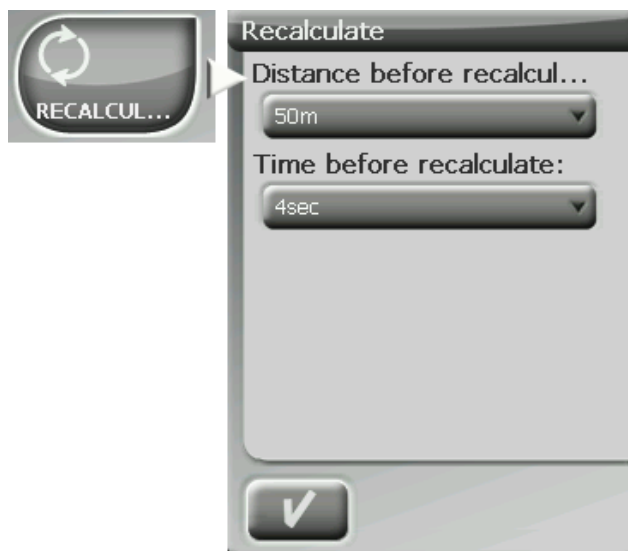 RECALCUL...
Recalculate
Distance before recalcul...
50m
Time before recalculate:
4sec